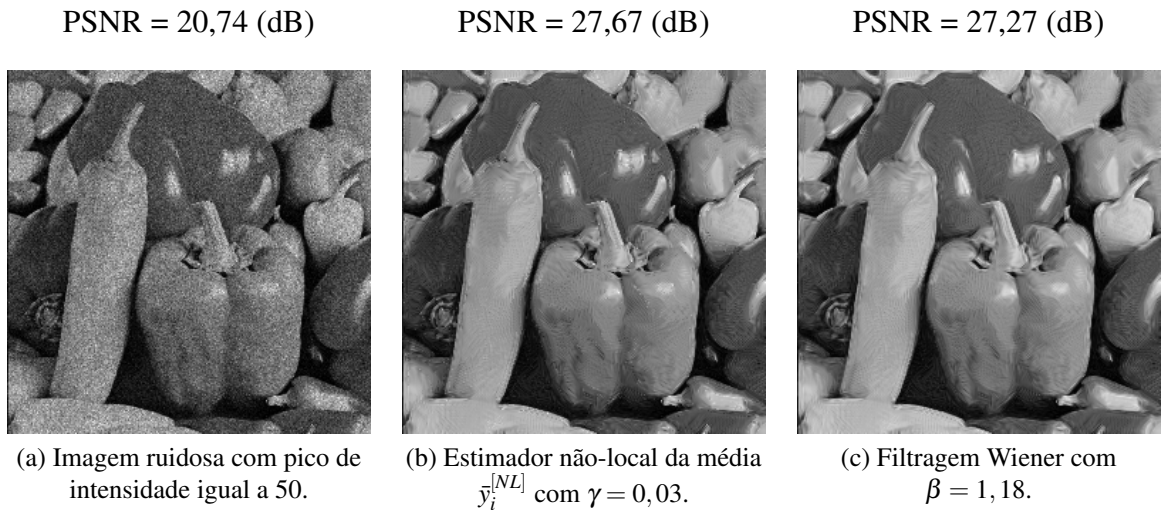 PSNR = 20,74 (dB)
PSNR = 27,67 (dB)
PSNR = 27,27 (dB)
(a) Imagem ruidosa com pico de
intensidade igual a 50.
(b) Estimador não-local da média
ȳᵢ[NL] com γ = 0,03.
(c) Filtragem Wiener com
β = 1,18.